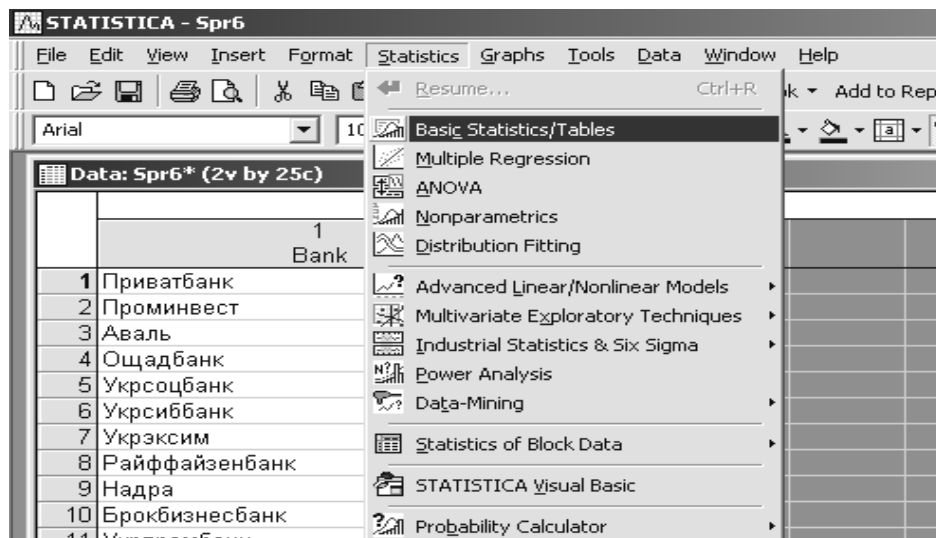 STATISTICA - Spr6
File Edit View Insert Format Statistics Graphs Tools Data Window Help
Resume... Ctrl+R
Add to Rep
Arial 10
Basic Statistics/Tables
Data: Spr6* (2v by 25c)
Multiple Regression
ANOVA
Nonparametrics
Distribution Fitting
1
Bank
Advanced Linear/Nonlinear Models
Multivariate Exploratory Techniques
Industrial Statistics & Six Sigma
Power Analysis
Data-Mining
Statistics of Block Data
STATISTICA Visual Basic
Probability Calculator
1 Приватбанк
2 Проминвест
3 Аваль
4 Ощадбанк
5 Укрсоцбанк
6 Укрсиббанк
7 Укрэксим
8 Райффайзенбанк
9 Надра
10 Брокбизнесбанк
11